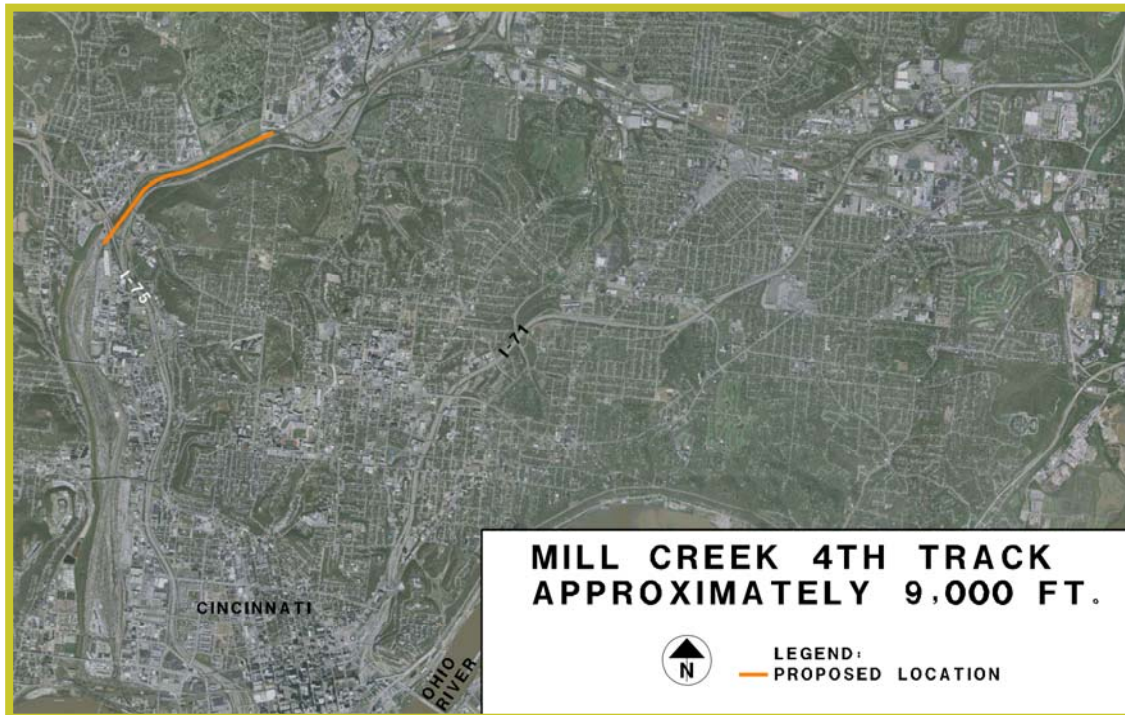 I-75
I-71
CINCINNATI
OHIO
RIVER
MILL CREEK 4TH TRACK
APPROXIMATELY 9,000 FT.
N
LEGEND:
PROPOSED LOCATION